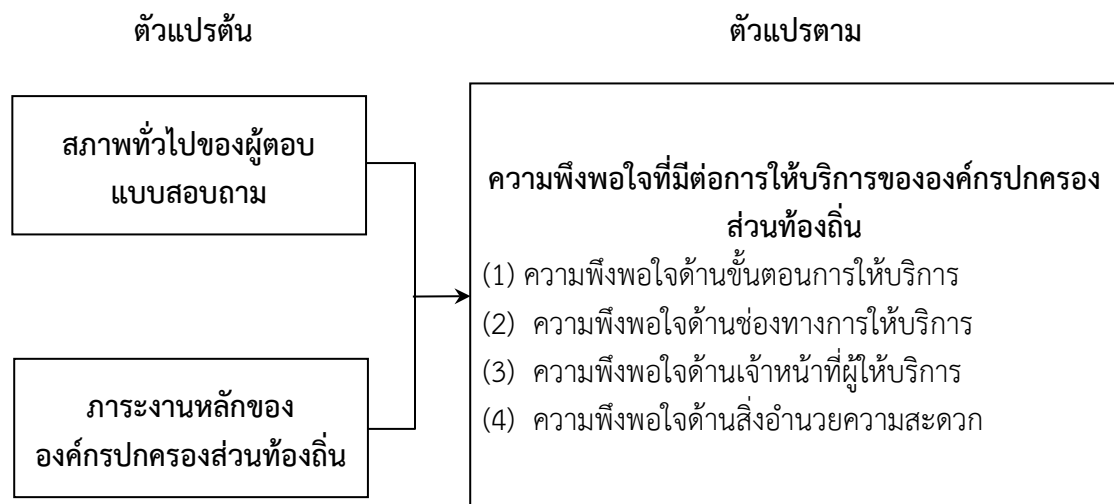 ตัวแปรต้น
ตัวแปรตาม
สภาพทั่วไปของผู้ตอบ
แบบสอบถาม
ภาระงานหลักของ
องค์กรปกครองส่วนท้องถิ่น
ความพึงพอใจที่มีต่อการให้บริการขององค์กรปกครอง
ส่วนท้องถิ่น
(1) ความพึงพอใจด้านขั้นตอนการให้บริการ
(2) ความพึงพอใจด้านช่องทางการให้บริการ
(3) ความพึงพอใจด้านเจ้าหน้าที่ผู้ให้บริการ
(4) ความพึงพอใจด้านสิ่งอำนวยความสะดวก